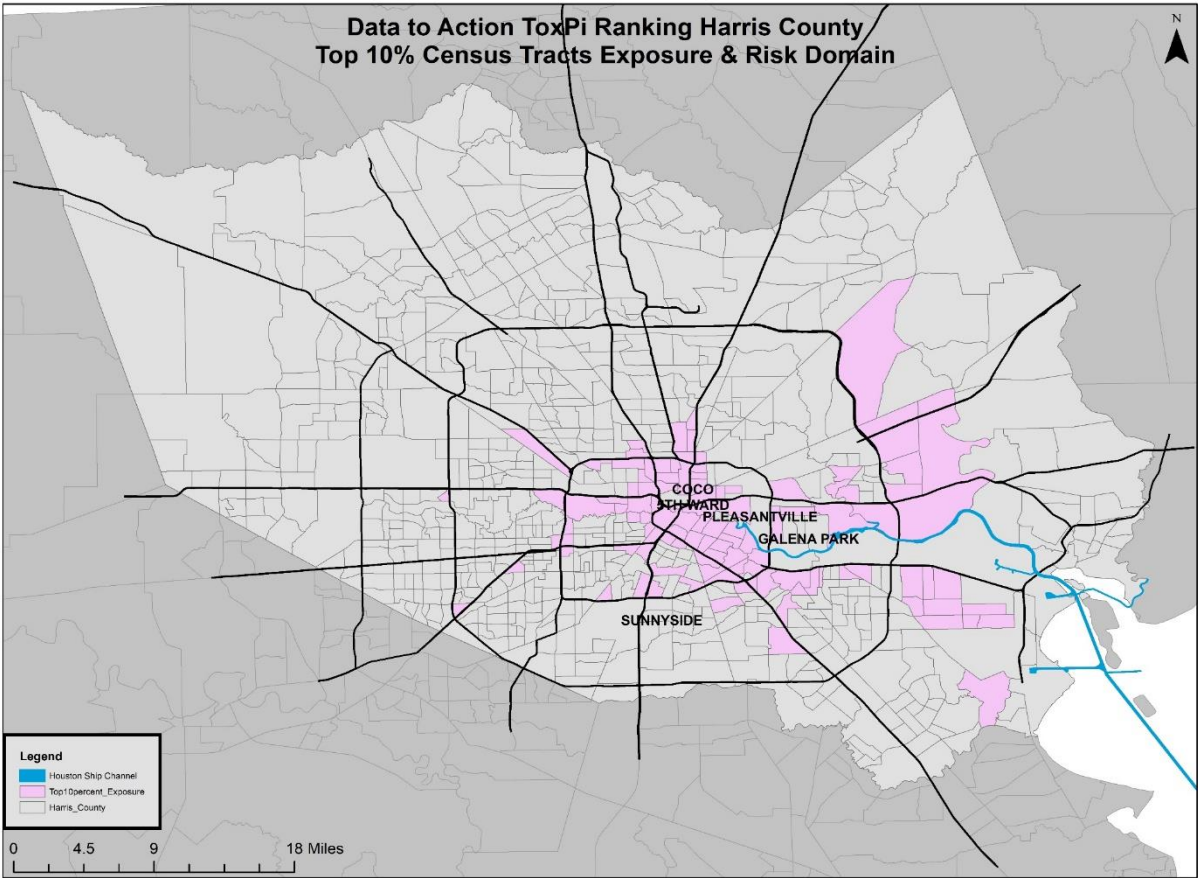 Data to Action ToxPi Ranking Harris County
Top 10% Census Tracts Exposure & Risk Domain
N
COCO
5TH WARD
PLEASANTVILLE
GALENA PARK
SUNNYSIDE
Legend
Houston Ship Channel
Top10percent_Exposure
Harris_County
0 4.5 9 18 Miles